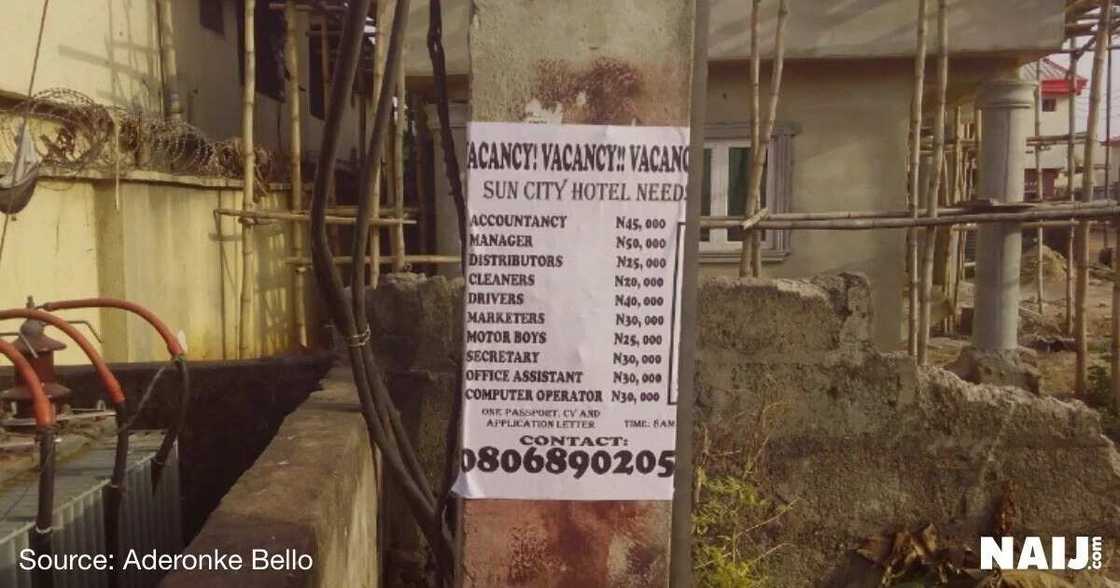 VACANCY! VACANCY!! VACANC
SUN CITY HOTEL NEEDS
ACCOUNTANCY N45, 000
MANAGER N50, 000
DISTRIBUTORS N25, 000
CLEANERS N20, 000
DRIVERS N40, 000
MARKETERS N30, 000
MOTOR BOYS N25, 000
SECRETARY N30, 000
OFFICE ASSISTANT N30, 000
COMPUTER OPERATOR N30, 000
ONE PASSPORT, CV AND
APPLICATION LETTER TIME: 8AM
CONTACT:
0806890205
Source: Aderonke Bello
NAIJ.com